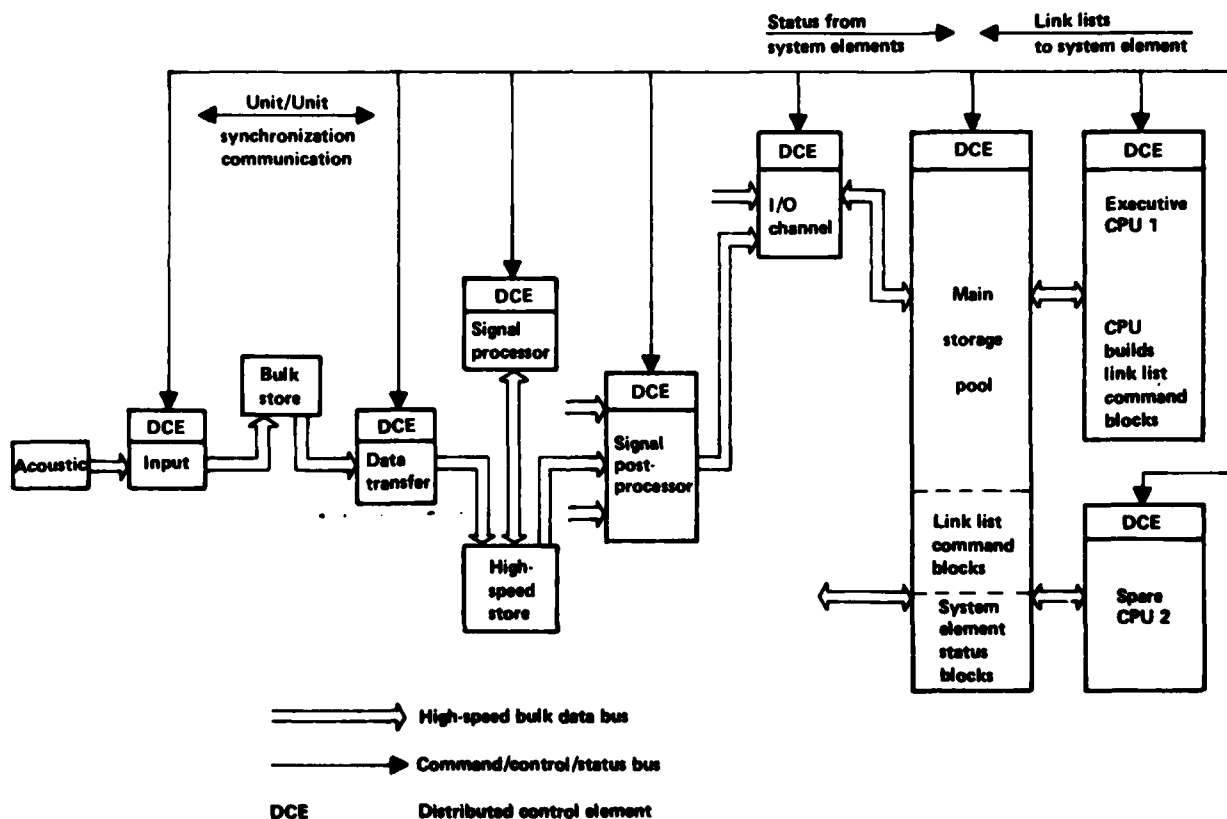 Status from
system elements
Link lists
to system element
Unit/Unit
synchronization
communication
DCE
I/O
channel
DCE
Main
storage
pool
Link list
command
blocks
System
element
status
blocks
DCE
Executive
CPU 1
CPU
builds
link list
command
blocks
DCE
Signal
processor
Bulk
store
DCE
Signal
post-
processor
Acoustic
DCE
Input
DCE
Data
transfer
High-
speed
store
DCE
Spare
CPU 2
High-speed bulk data bus
Command/control/status bus
DCE Distributed control element